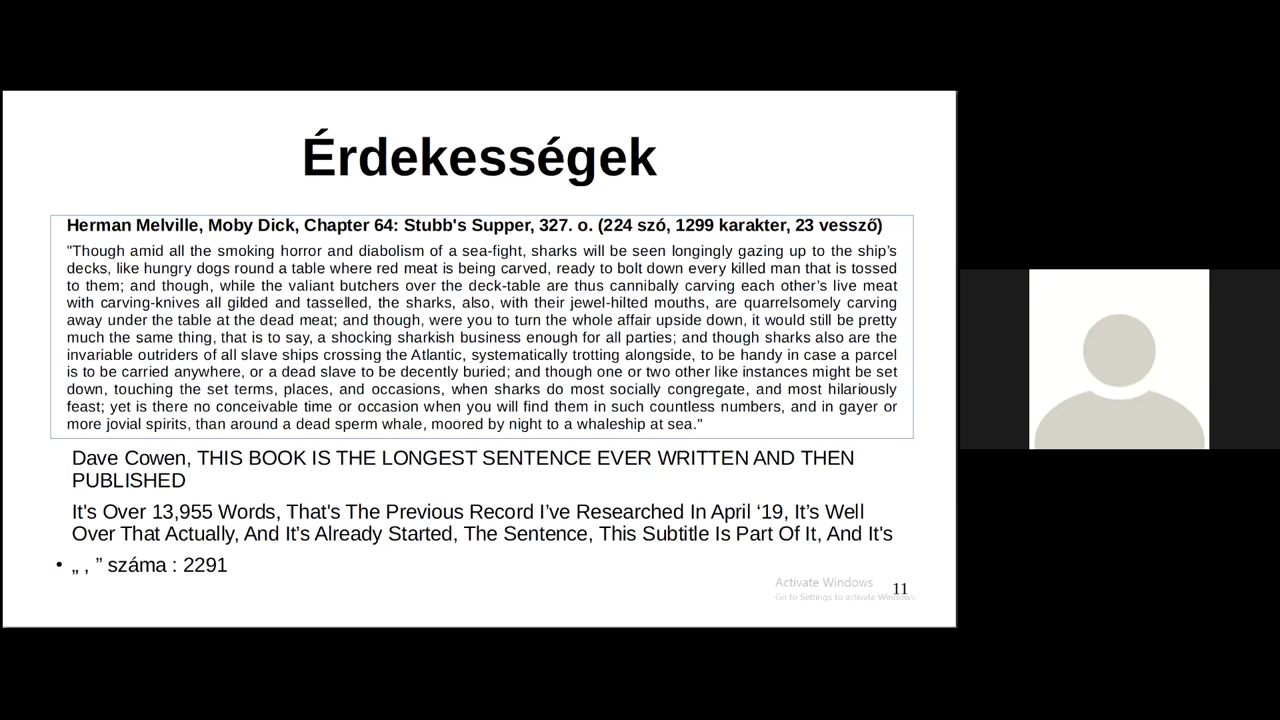 Érdekességek
Herman Melville, Moby Dick, Chapter 64: Stubb's Supper, 327. o. (224 szó, 1299 karakter, 23 vessző)
"Though amid all the smoking horror and diabolism of a sea-fight, sharks will be seen longingly gazing up to the ship’s
decks, like hungry dogs round a table where red meat is being carved, ready to bolt down every killed man that is tossed
to them; and though, while the valiant butchers over the deck-table are thus cannibally carving each other’s live meat
with carving-knives all gilded and tasselled, the sharks, also, with their jewel-hilted mouths, are quarrelsomely carving
away under the table at the dead meat; and though, were you to turn the whole affair upside down, it would still be pretty
much the same thing, that is to say, a shocking sharkish business enough for all parties; and though sharks also are the
invariable outriders of all slave ships crossing the Atlantic, systematically trotting alongside, to be handy in case a parcel
is to be carried anywhere, or a dead slave to be decently buried; and though one or two other like instances might be set
down, touching the set terms, places, and occasions, when sharks do most socially congregate, and most hilariously
feast; yet is there no conceivable time or occasion when you will find them in such countless numbers, and in gayer or
more jovial spirits, than around a dead sperm whale, moored by night to a whaleship at sea."
Dave Cowen, THIS BOOK IS THE LONGEST SENTENCE EVER WRITTEN AND THEN
PUBLISHED
It's Over 13,955 Words, That's The Previous Record I’ve Researched In April ‘19, It’s Well
Over That Actually, And It’s Already Started, The Sentence, This Subtitle Is Part Of It, And It's
• „ , ” száma : 2291
Activate Windows
Go to Settings to activate Windows.
11